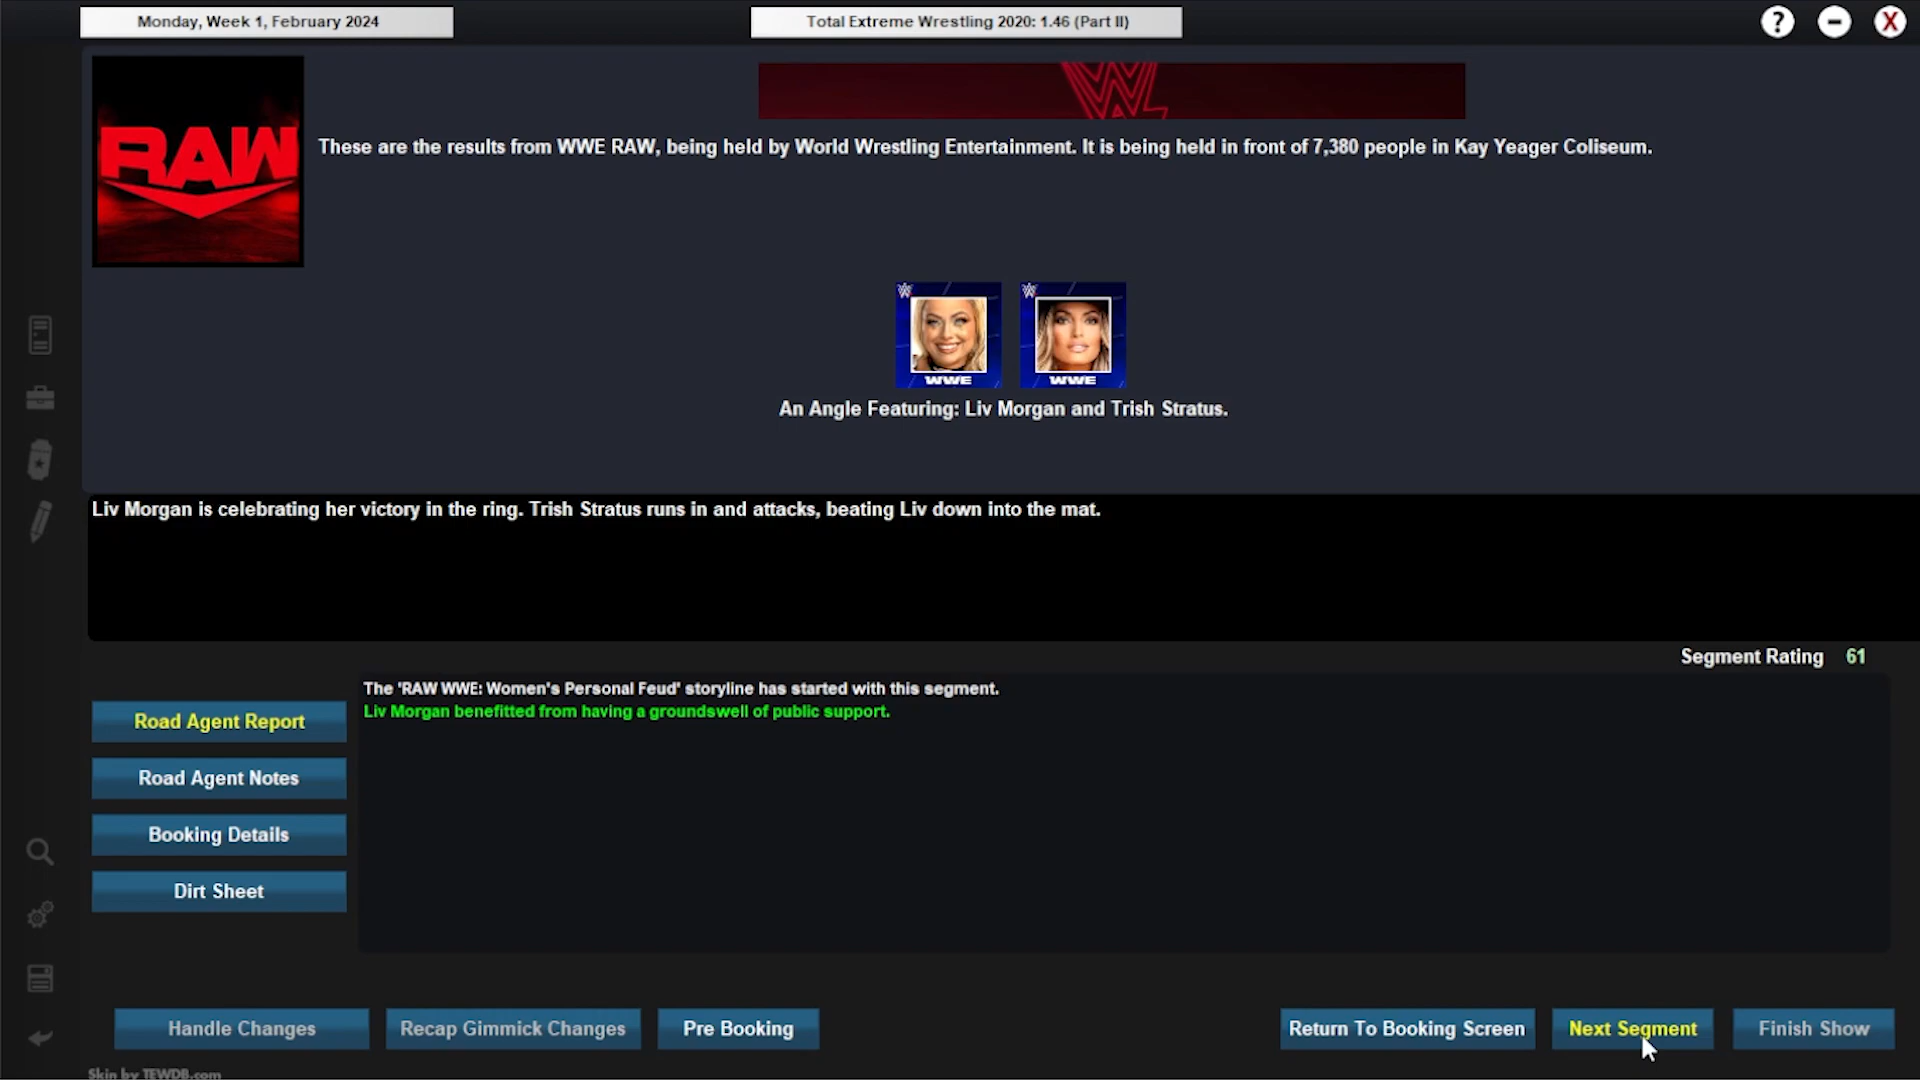 Monday, Week 1, February 2024
Total Extreme Wrestling 2020: 1.46 (Part II)
?
X
RAW
These are the results from WWE RAW, being held by World Wrestling Entertainment. It is being held in front of 7,380 people in Kay Yeager Coliseum.
WWE WWE
An Angle Featuring: Liv Morgan and Trish Stratus.
Liv Morgan is celebrating her victory in the ring. Trish Stratus runs in and attacks, beating Liv down into the mat.
Segment Rating 61
The 'RAW WWE: Women's Personal Feud' storyline has started with this segment.
Liv Morgan benefitted from having a groundswell of public support.
Road Agent Report
Road Agent Notes
Booking Details
Dirt Sheet
Handle Changes
Recap Gimmick Changes
Pre Booking
Return To Booking Screen
Next Segment
Finish Show
Skin by TEWDB.com